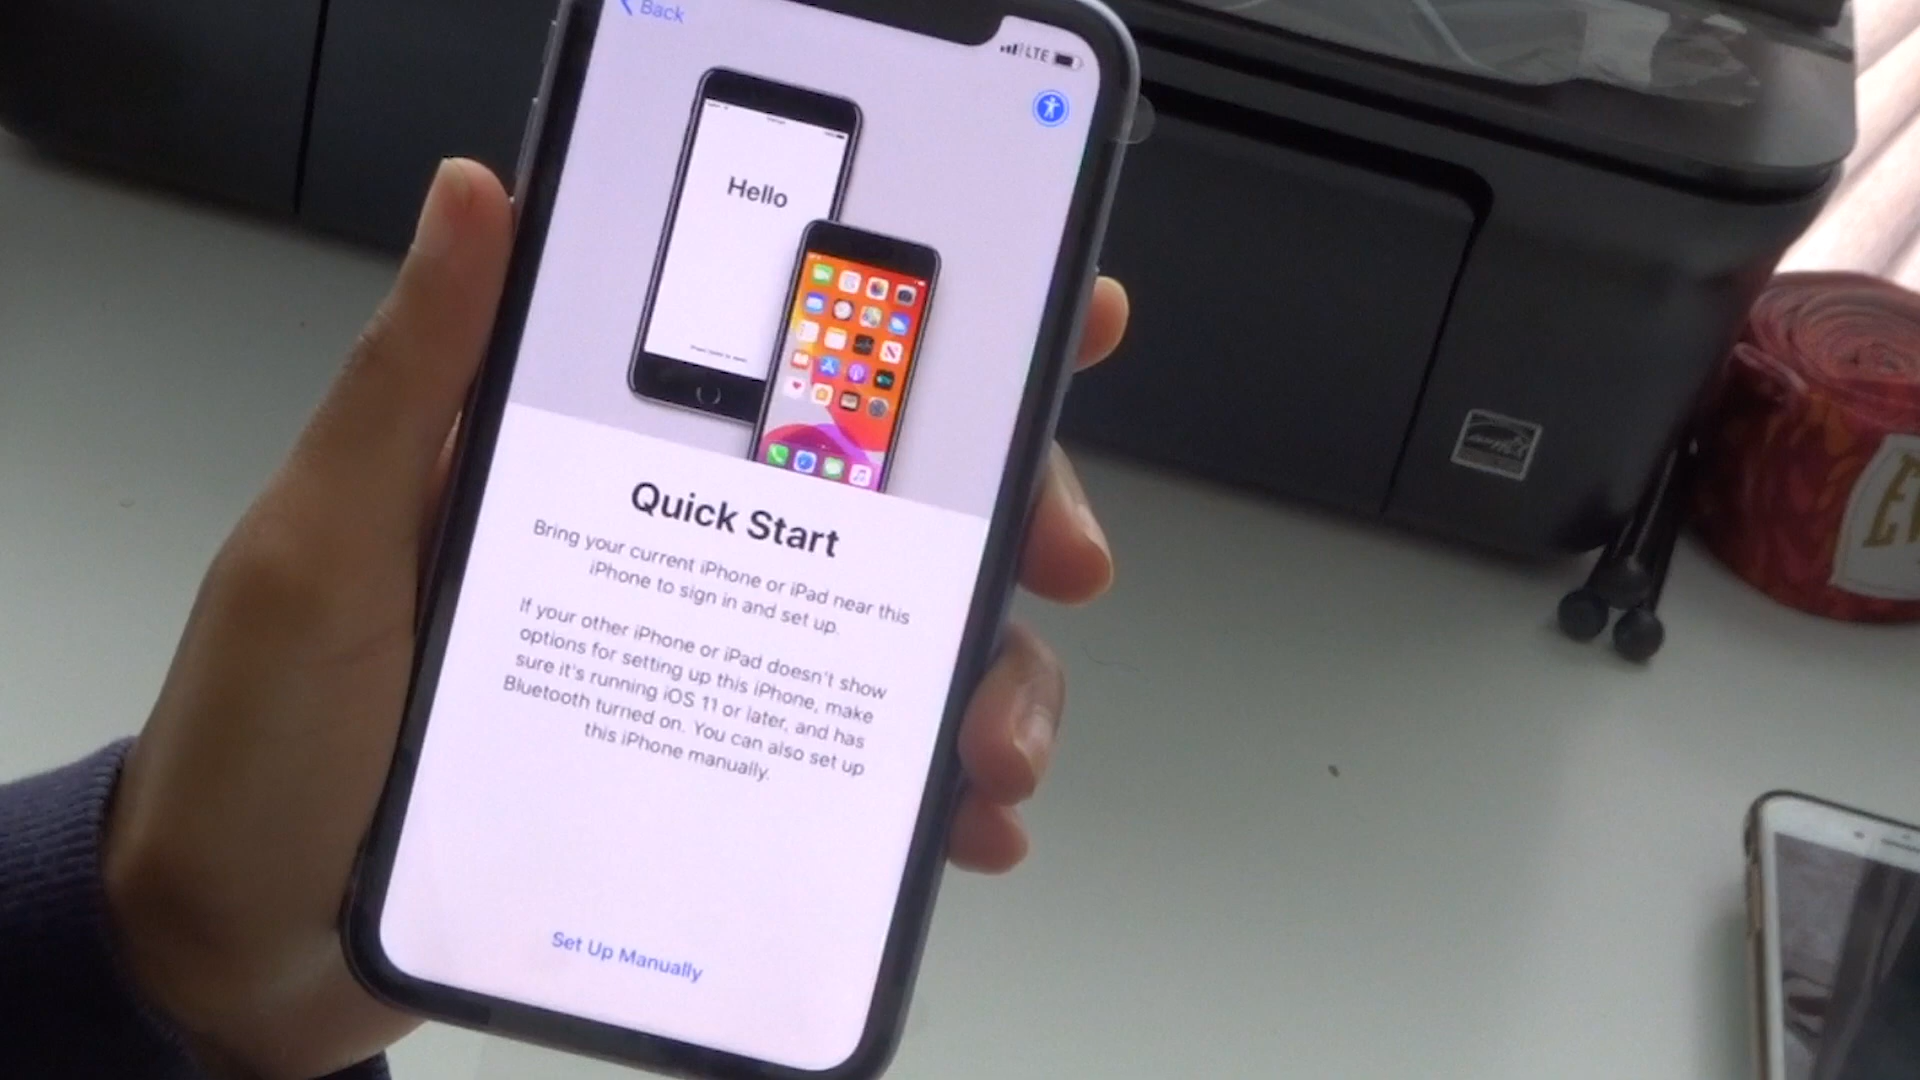 Back
LTE
Hello
Quick Start
Bring your current iPhone or iPad near this
iPhone to sign in and set up.
If your other iPhone or iPad doesn't show
options for setting up this iPhone, make
sure it's running iOS 11 or later, and has
Bluetooth turned on. You can also set up
this iPhone manually.
Set Up Manually